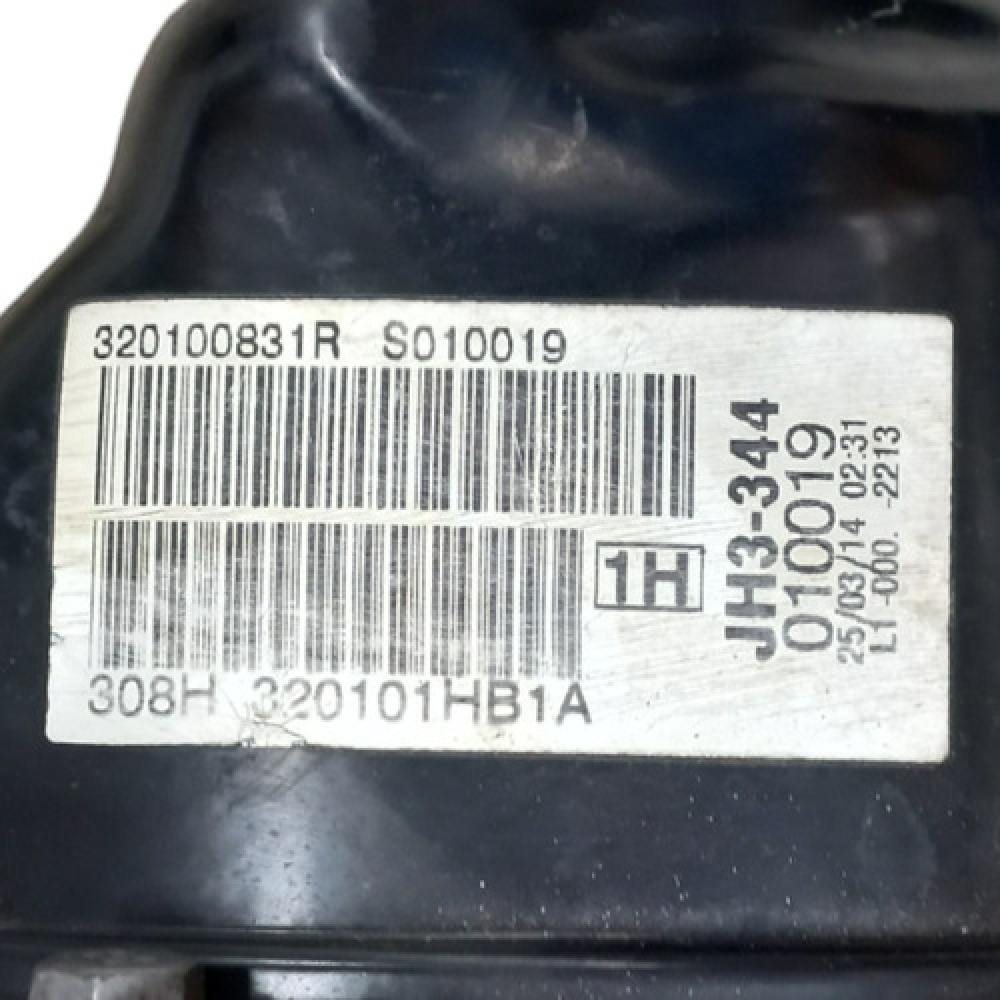 320100831R S010019
1H
308H 320101HB1A
JH3-344
010019
25/03/14 02:31
L1-000. -2213